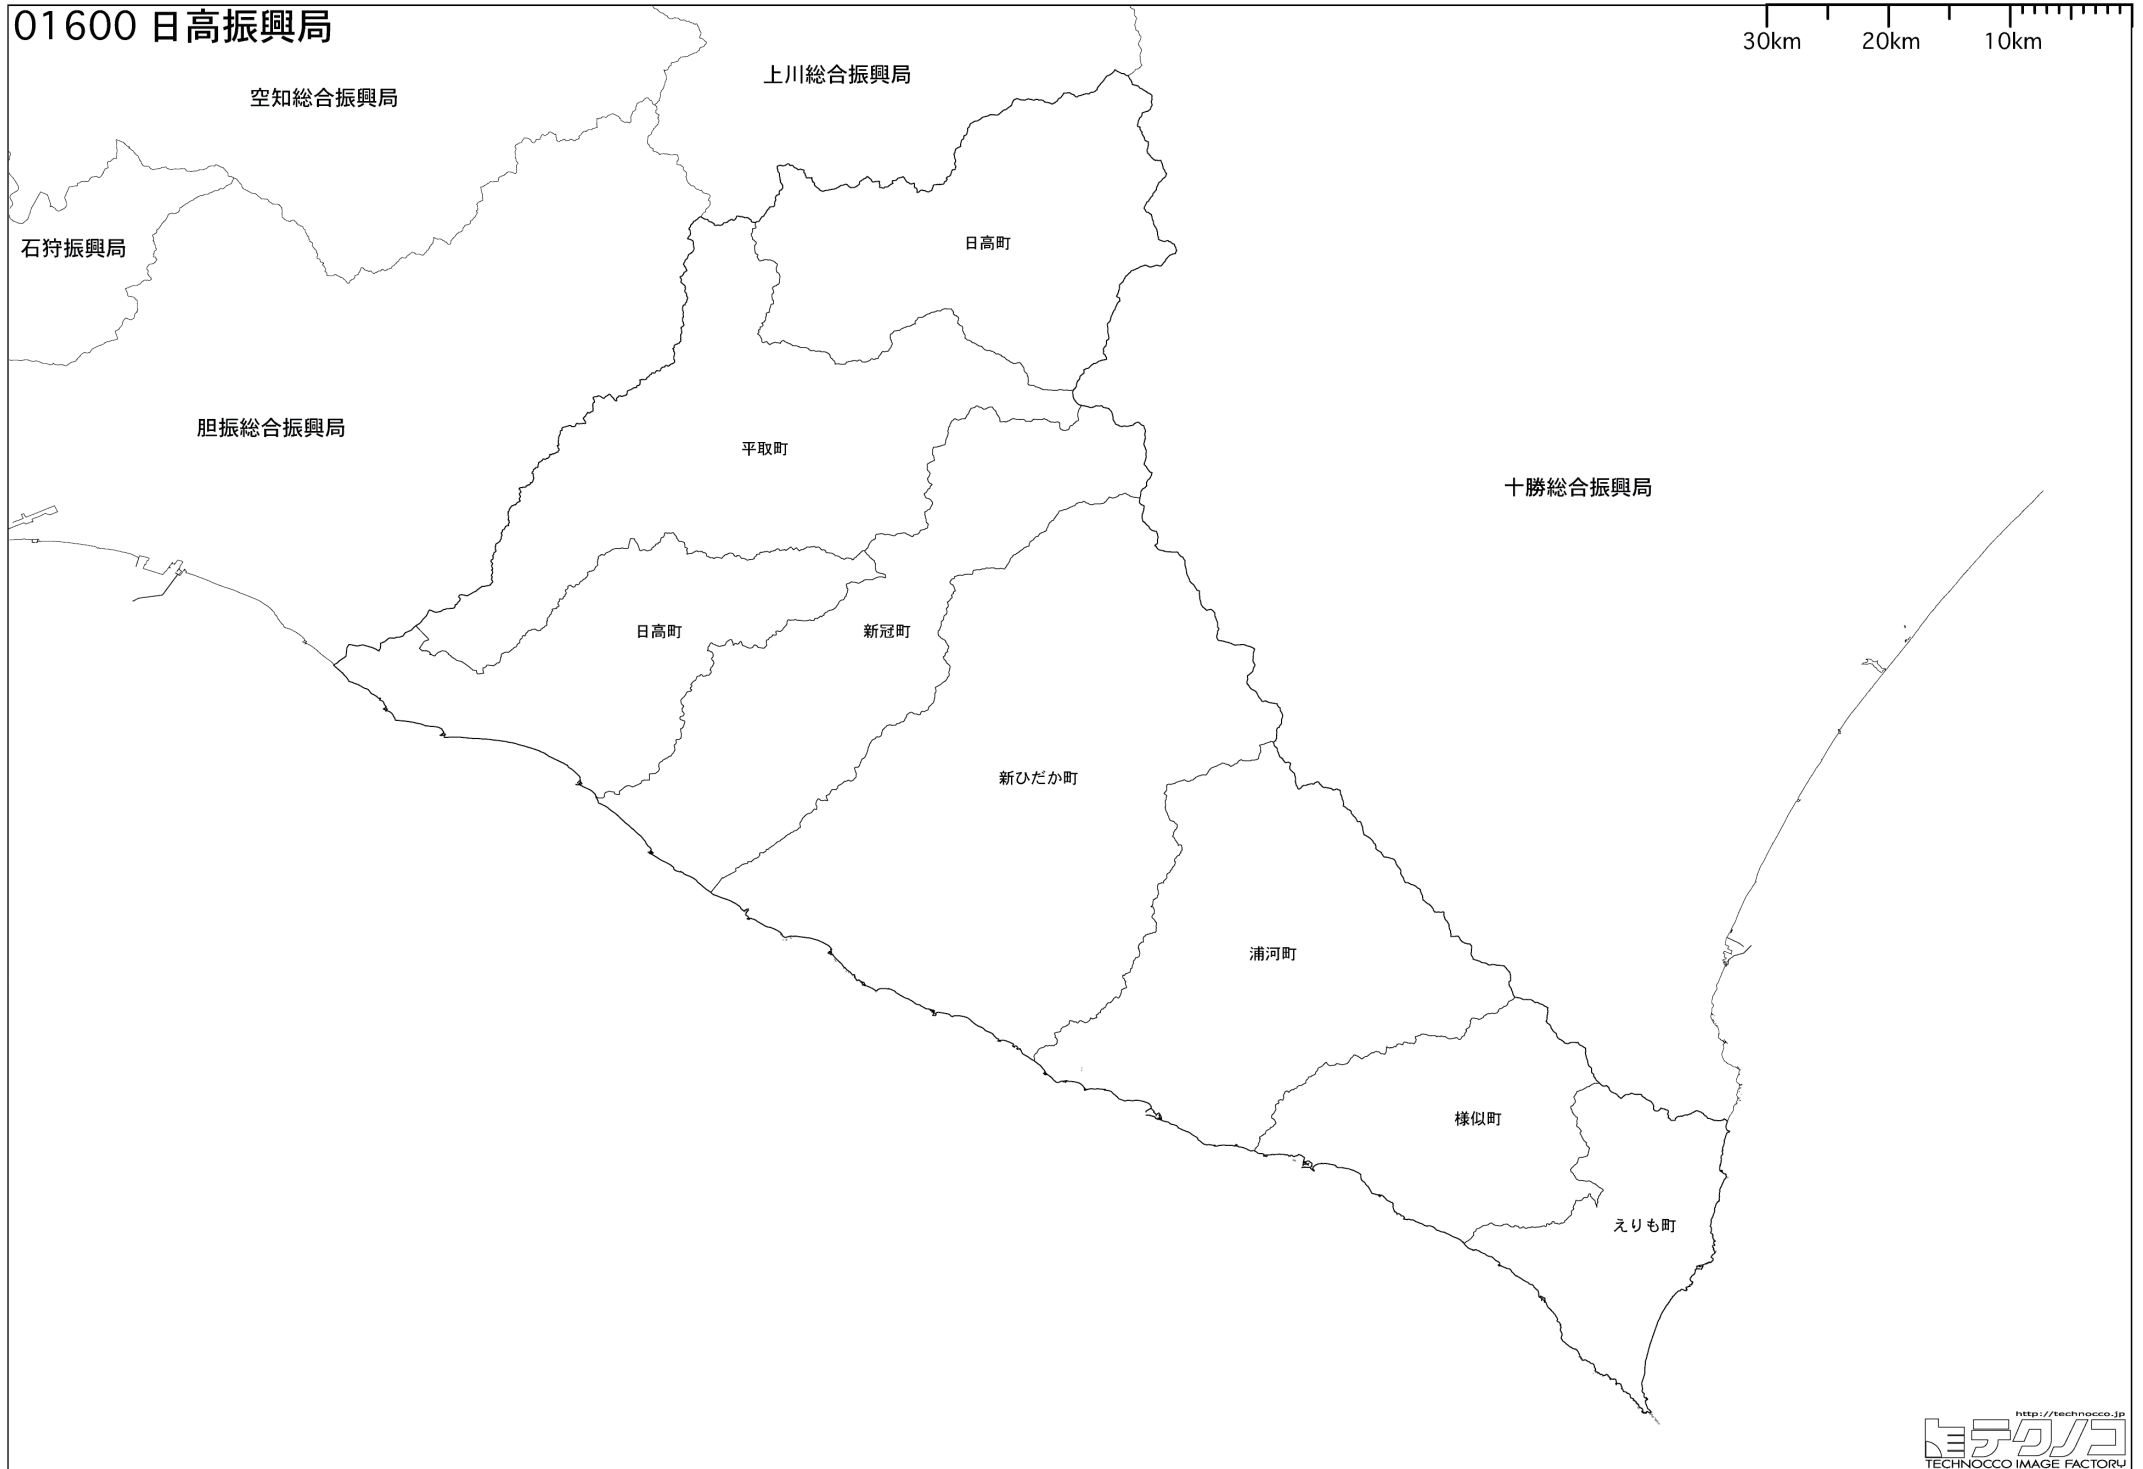 01600 日高振興局
30km
20km
10km
空知総合振興局
上川総合振興局
石狩振興局
日高町
胆振総合振興局
平取町
十勝総合振興局
日高町
新冠町
新ひだか町
浦河町
様似町
えりも町
http://technocco.jp
テクノコ
TECHNOCCO IMAGE FACTORY